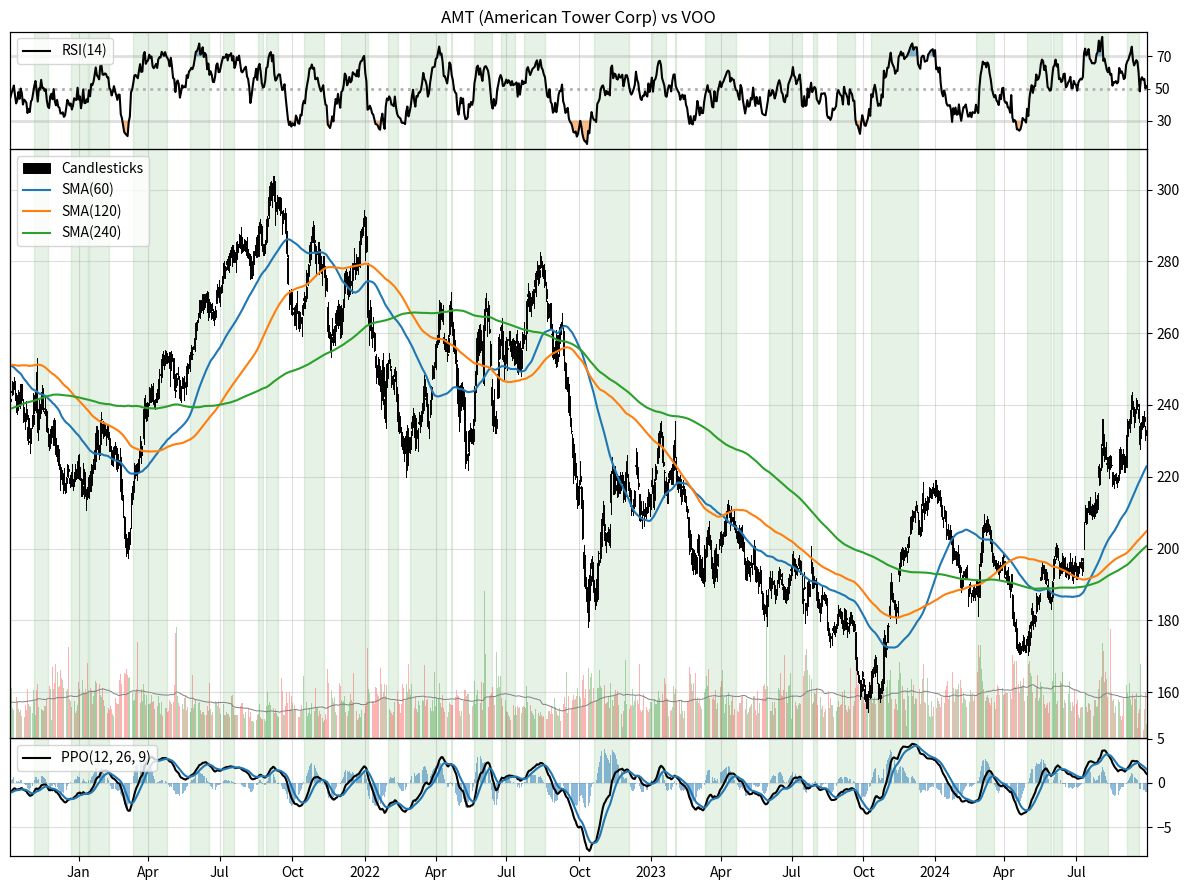 AMT (American Tower Corp) vs VOO
RSI(14)
70
50
30
Candlesticks
SMA(60)
SMA(120)
SMA(240)
300
280
260
240
220
200
180
160
PPO(12, 26, 9)
5
0
−5
Jan Apr Jul Oct 2022 Apr Jul Oct 2023 Apr Jul Oct 2024 Apr Jul